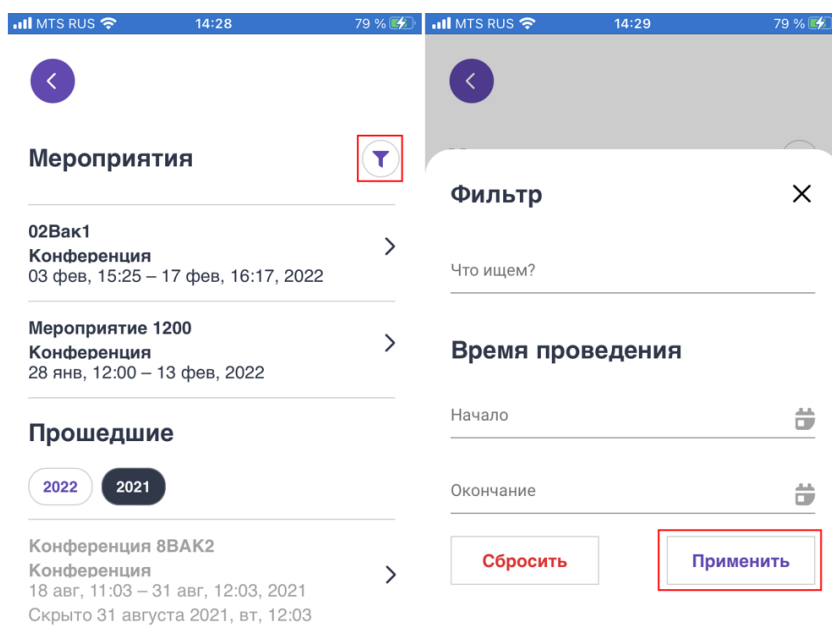 MTS RUS 14:28 79 %
Мероприятия
02Вак1
Конференция
03 фев, 15:25 – 17 фев, 16:17, 2022
Мероприятие 1200
Конференция
28 янв, 12:00 – 13 фев, 2022
Прошедшие
2022 2021
Конференция 8ВАК2
Конференция
18 авг, 11:03 – 31 авг, 12:03, 2021
Скрыто 31 августа 2021, вт, 12:03
MTS RUS 14:29 79 %
Фильтр
Что ищем?
Время проведения
Начало
Окончание
Сбросить Применить